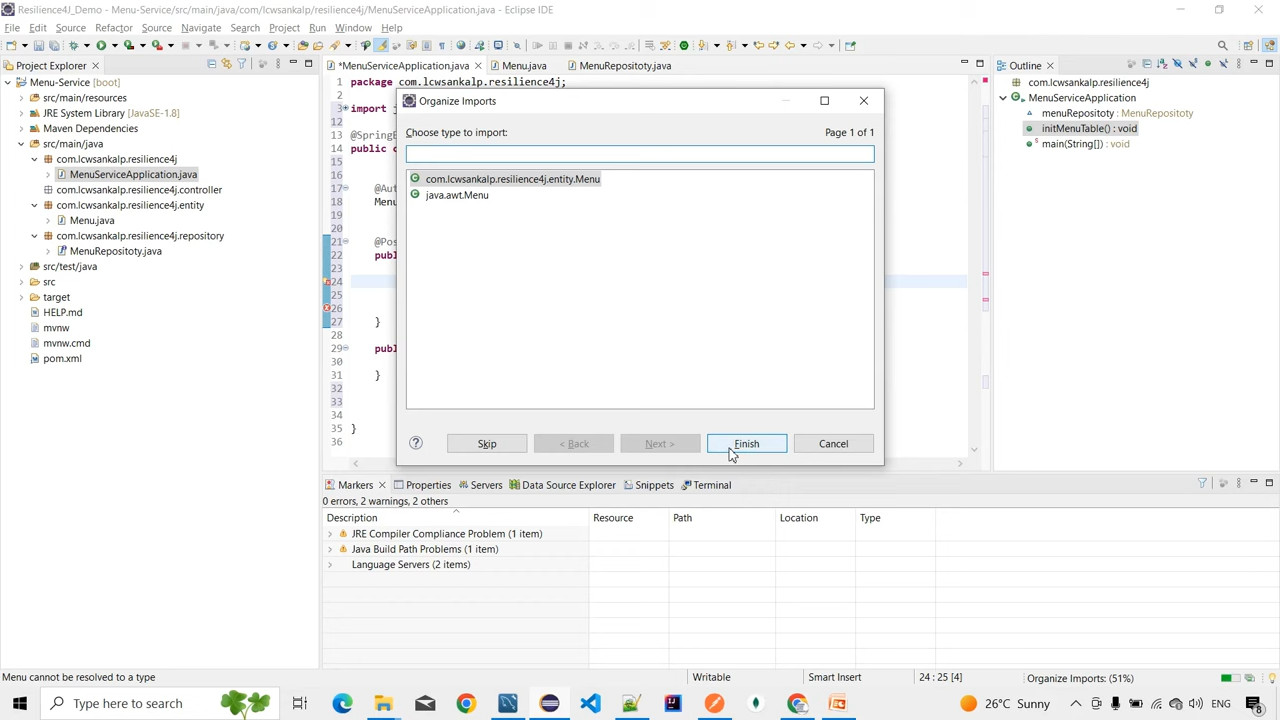 Resilience4J_Demo - Menu-Service/src/main/java/com/lcwsankalp/resilience4j/MenuServiceApplication.java - Eclipse IDE
File Edit Source Refactor Source Navigate Search Project Run Window Help
Project Explorer
*MenuServiceApplication.java Menu.java MenuRepositoty.java
Outline
Menu-Service [boot]
src/main/resources
JRE System Library [JavaSE-1.8]
Maven Dependencies
src/main/java
com.lcwsankalp.resilience4j
MenuServiceApplication.java
com.lcwsankalp.resilience4j.controller
com.lcwsankalp.resilience4j.entity
Menu.java
com.lcwsankalp.resilience4j.repository
MenuRepositoty.java
src/test/java
src
target
HELP.md
mvnw
mvnw.cmd
pom.xml
1 package com.lcwsankalp.resilience4j;
2
3 import j
12
13 @SpringB
14 public c
15
16
17 @Aut
18 Menu
19
20
21 @Pos
22 publ
23
24
25
26
27 }
28
29 publ
30
31 }
32
33
34
35 }
36
Organize Imports
Choose type to import:
Page 1 of 1
com.lcwsankalp.resilience4j.entity.Menu
java.awt.Menu
Skip
< Back
Next >
Finish
Cancel
com.lcwsankalp.resilience4j
MenuServiceApplication
menuRepositoty : MenuRepositoty
initMenuTable() : void
main(String[]) : void
Markers Properties Servers Data Source Explorer Snippets Terminal
0 errors, 2 warnings, 2 others
Description Resource Path Location Type
JRE Compiler Compliance Problem (1 item)
Java Build Path Problems (1 item)
Language Servers (2 items)
Menu cannot be resolved to a type
Writable
Smart Insert
24 : 25 [4]
Organize Imports: (51%)
Type here to search
26°C Sunny
ENG
8